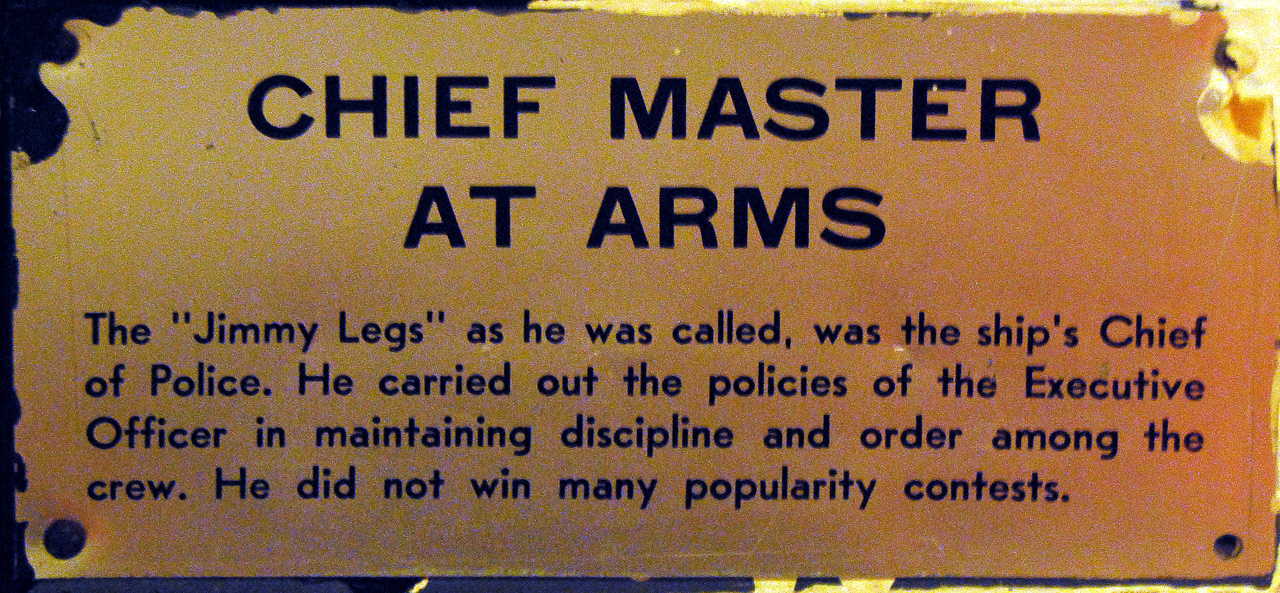 CHIEF MASTER
AT ARMS
The "Jimmy Legs" as he was called, was the ship's Chief
of Police. He carried out the policies of the Executive
Officer in maintaining discipline and order among the
crew. He did not win many popularity contests.